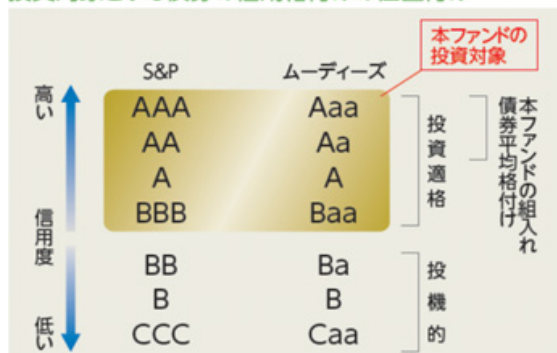 本ファンドの
投資対象
S&P ムーディーズ
高い
信用度
低い
AAA Aaa
AA Aa
A A
BBB Baa
投資適格
本ファンドの組入れ
債券平均格付け
BB Ba
B B
CCC Caa
投機的